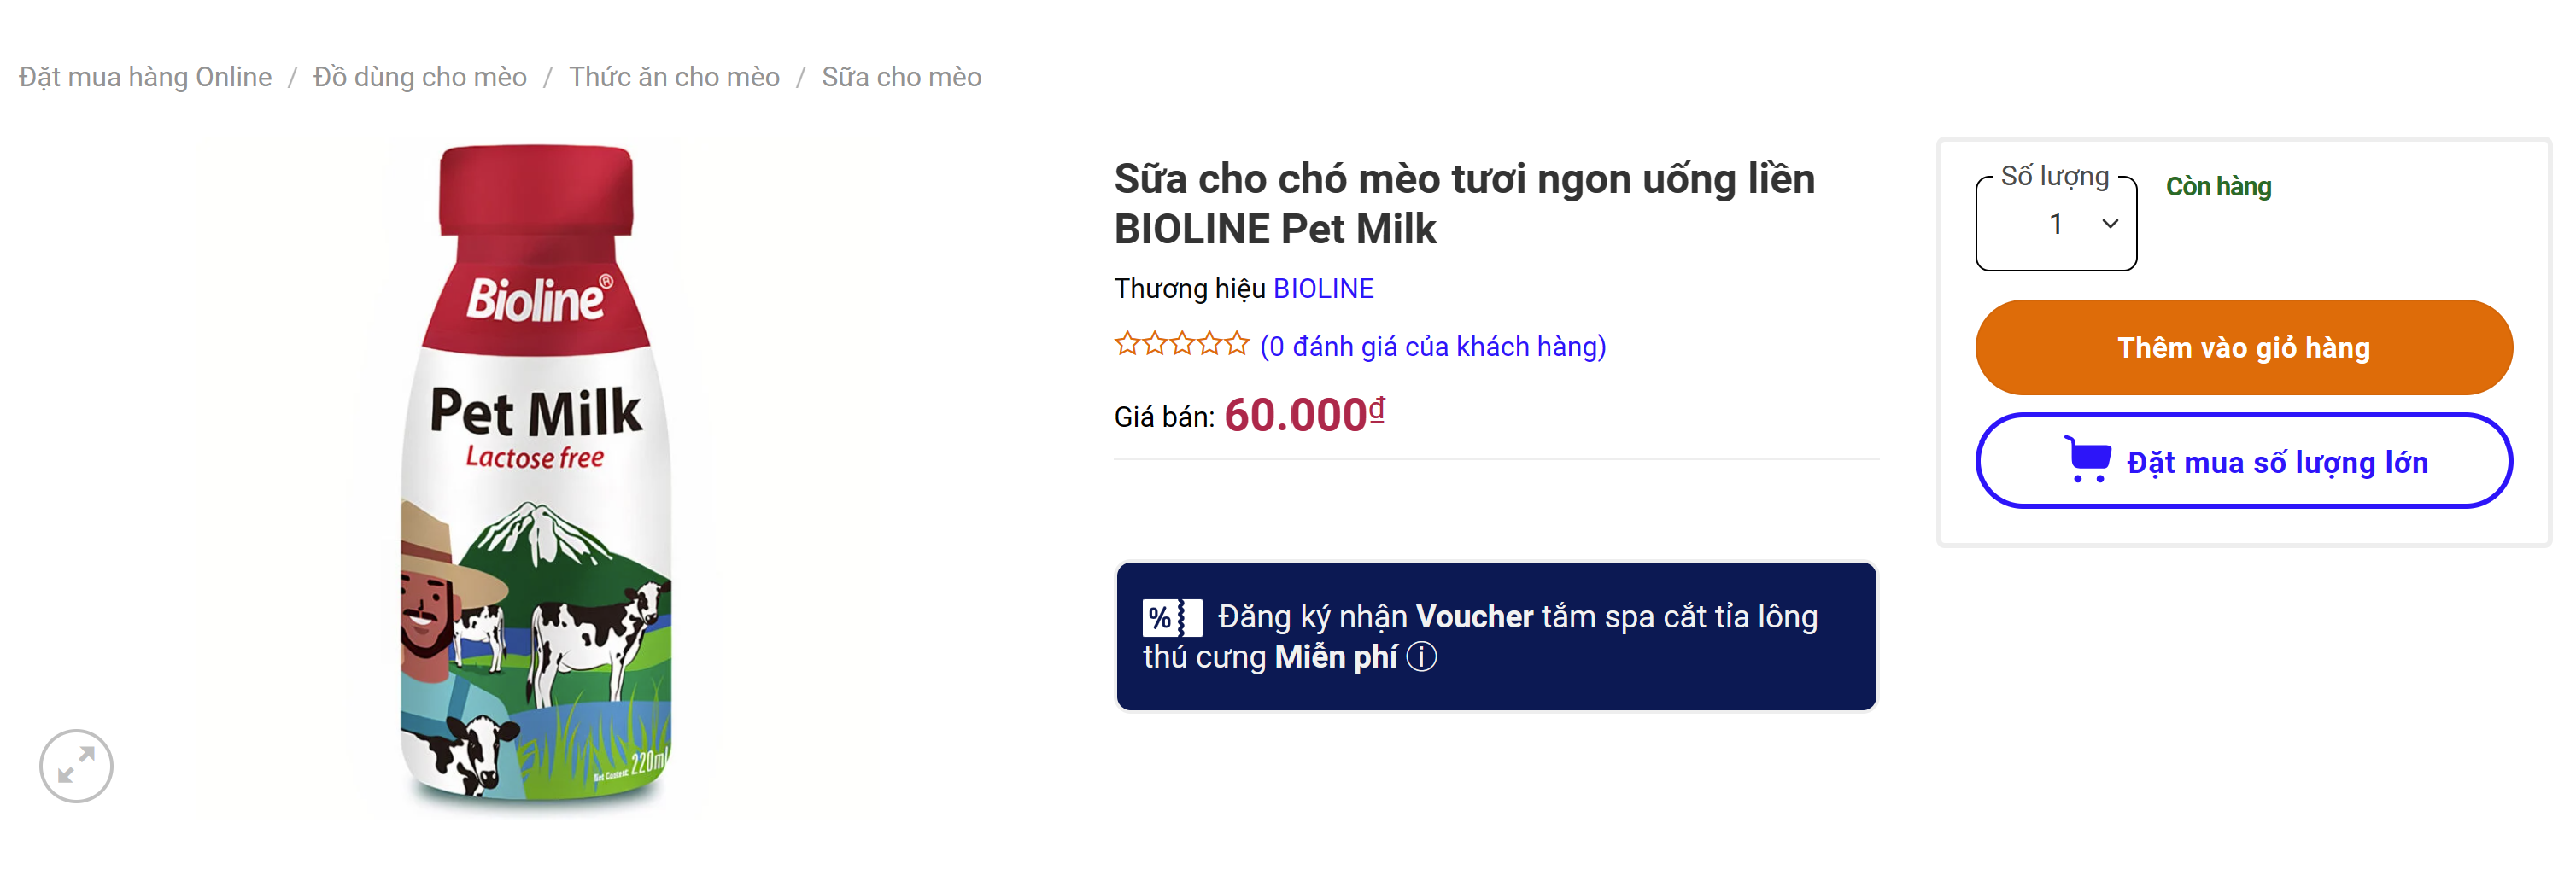 Đặt mua hàng Online / Đồ dùng cho mèo / Thức ăn cho mèo / Sữa cho mèo
Bioline®
Pet Milk
Lactose free
Net Content: 220ml
Sữa cho chó mèo tươi ngon uống liền
BIOLINE Pet Milk
Thương hiệu BIOLINE
(0 đánh giá của khách hàng)
Giá bán: 60.000₫
% Đăng ký nhận Voucher tắm spa cắt tỉa lông
thú cưng Miễn phí ⓘ
Số lượng
1
Còn hàng
Thêm vào giỏ hàng
Đặt mua số lượng lớn